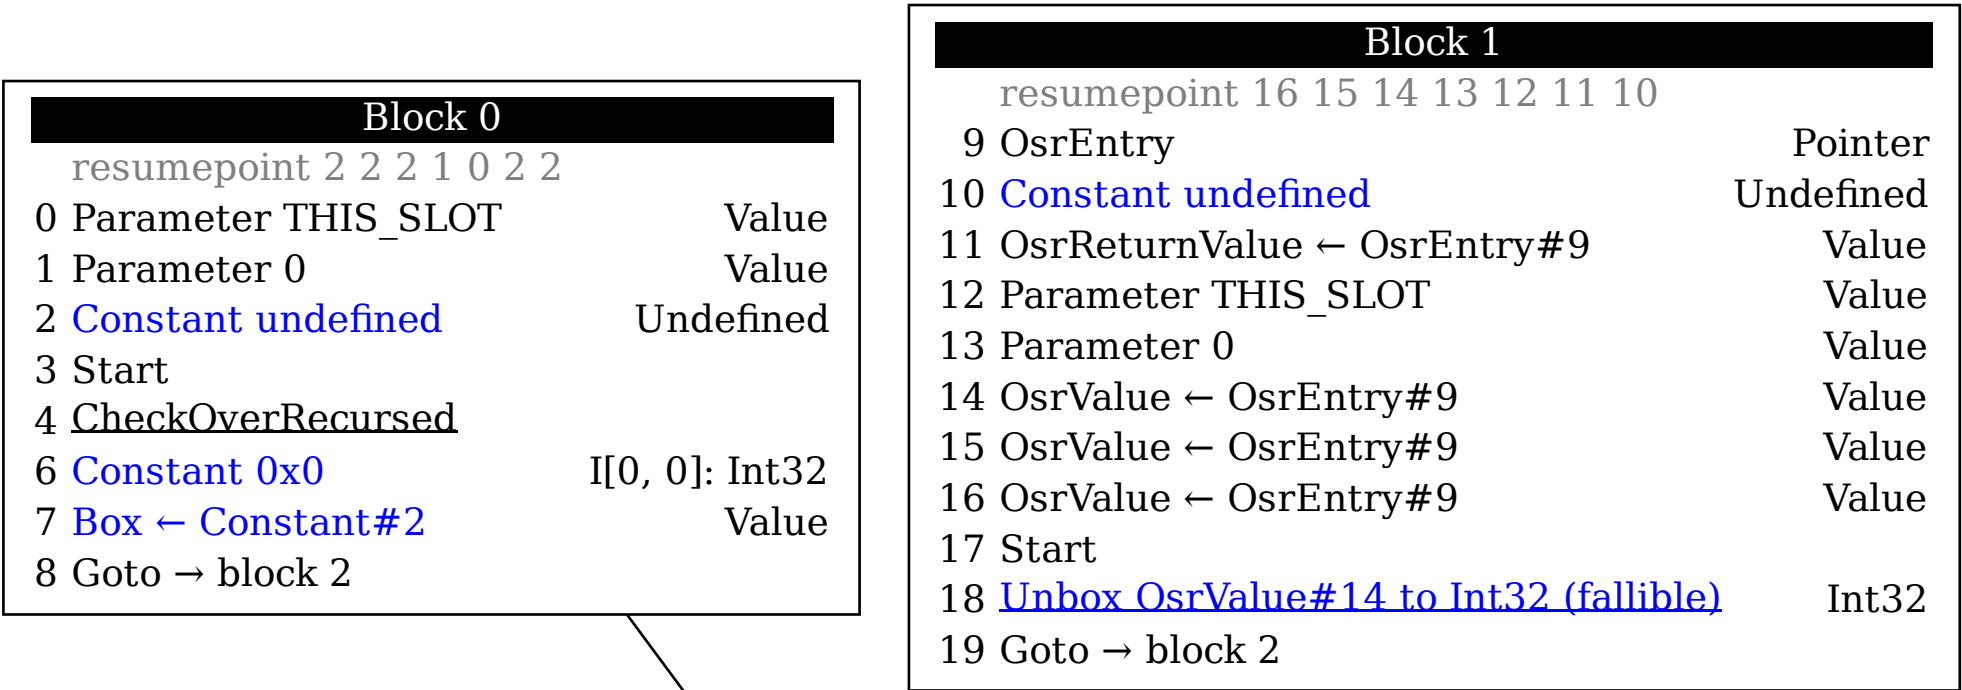 Block 0
resumepoint 2 2 2 1 0 2 2
0 Parameter THIS_SLOT Value
1 Parameter 0 Value
2 Constant undefined Undefined
3 Start
4 CheckOverRecursed
6 Constant 0x0 I[0, 0]: Int32
7 Box ← Constant#2 Value
8 Goto → block 2
Block 1
resumepoint 16 15 14 13 12 11 10
9 OsrEntry Pointer
10 Constant undefined Undefined
11 OsrReturnValue ← OsrEntry#9 Value
12 Parameter THIS_SLOT Value
13 Parameter 0 Value
14 OsrValue ← OsrEntry#9 Value
15 OsrValue ← OsrEntry#9 Value
16 OsrValue ← OsrEntry#9 Value
17 Start
18 Unbox OsrValue#14 to Int32 (fallible) Int32
19 Goto → block 2